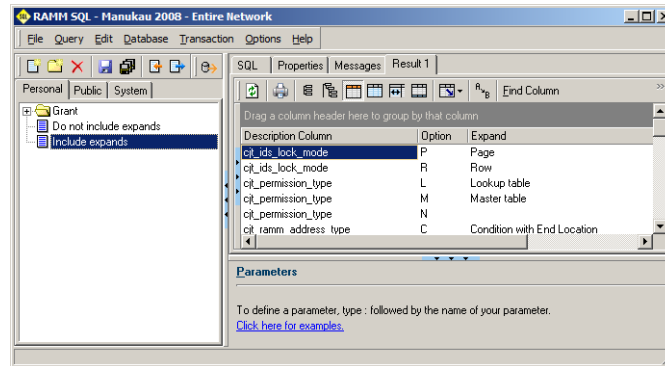 RAMM SQL - Manukau 2008 - Entire Network
File Query Edit Database Transaction Options Help
SQL Properties Messages Result 1
Personal Public System
Find Column
Grant
Do not include expands
Include expands
Drag a column header here to group by that column
Description Column Option Expand
cjt_ids_lock_mode P Page
cjt_ids_lock_mode R Row
cjt_permission_type L Lookup table
cjt_permission_type M Master table
cjt_permission_type N
cjt_ramm_address_type C Condition with End Location
Parameters
To define a parameter, type : followed by the name of your parameter.
Click here for examples.